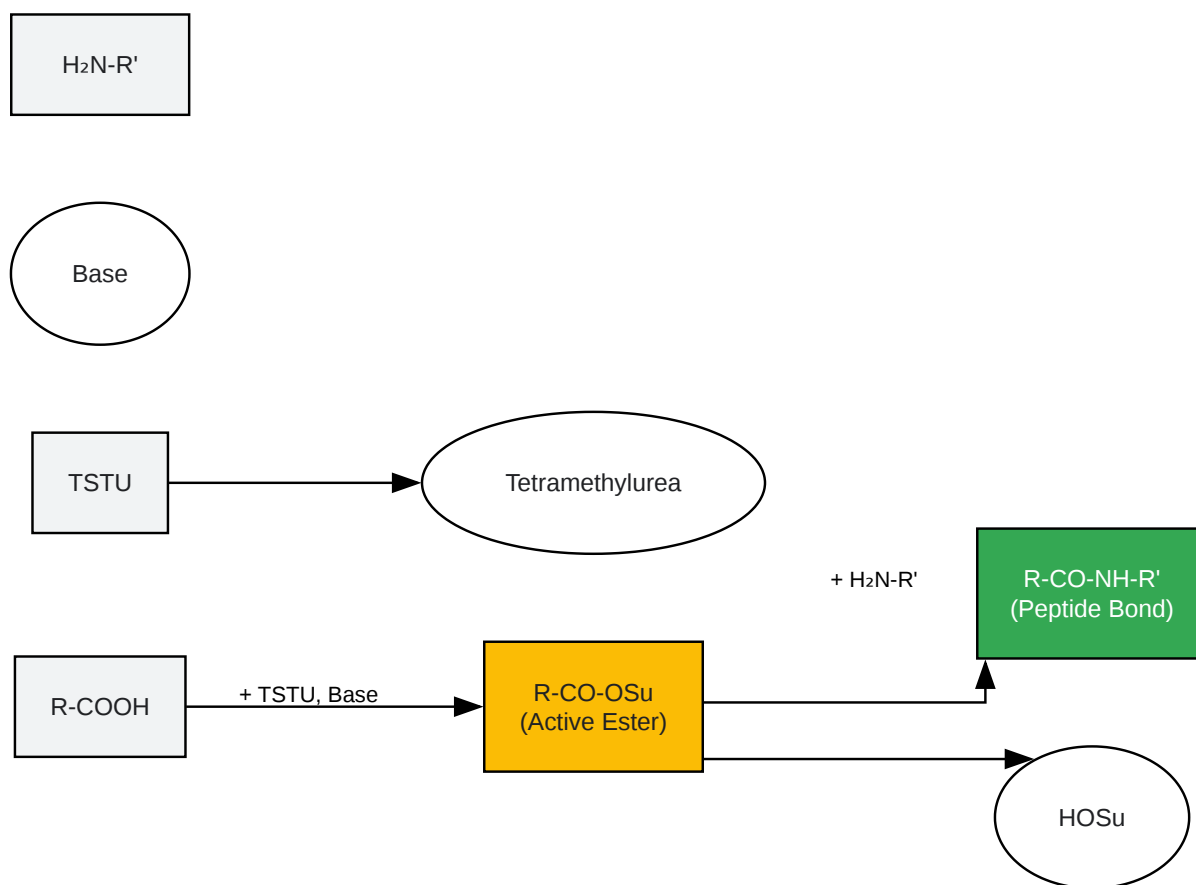 H₂N-R'
Base
TSTU
Tetramethylurea
+ H₂N-R'
R-CO-NH-R'
(Peptide Bond)
R-COOH
+ TSTU, Base
R-CO-OSu
(Active Ester)
HOSu